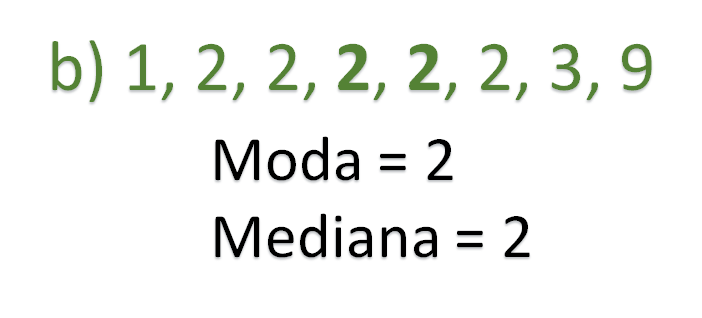 b) 1, 2, 2, 2, 2, 2, 3, 9
Moda = 2
Mediana = 2